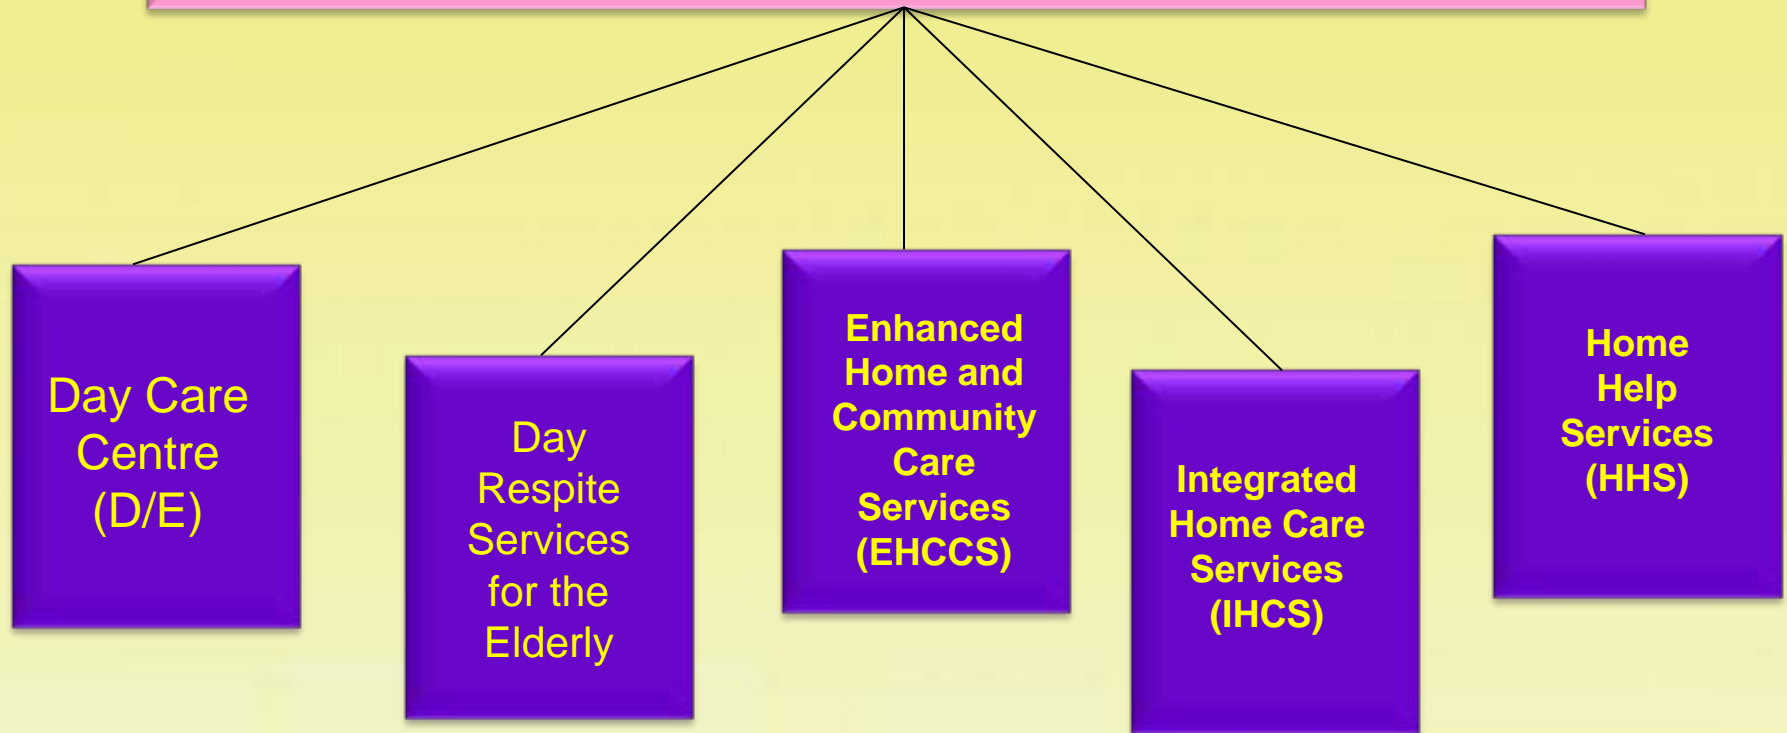 Day Care
Centre
(D/E)
Day
Respite
Services
for the
Elderly
Enhanced
Home and
Community
Care
Services
(EHCCS)
Integrated
Home Care
Services
(IHCS)
Home
Help
Services
(HHS)